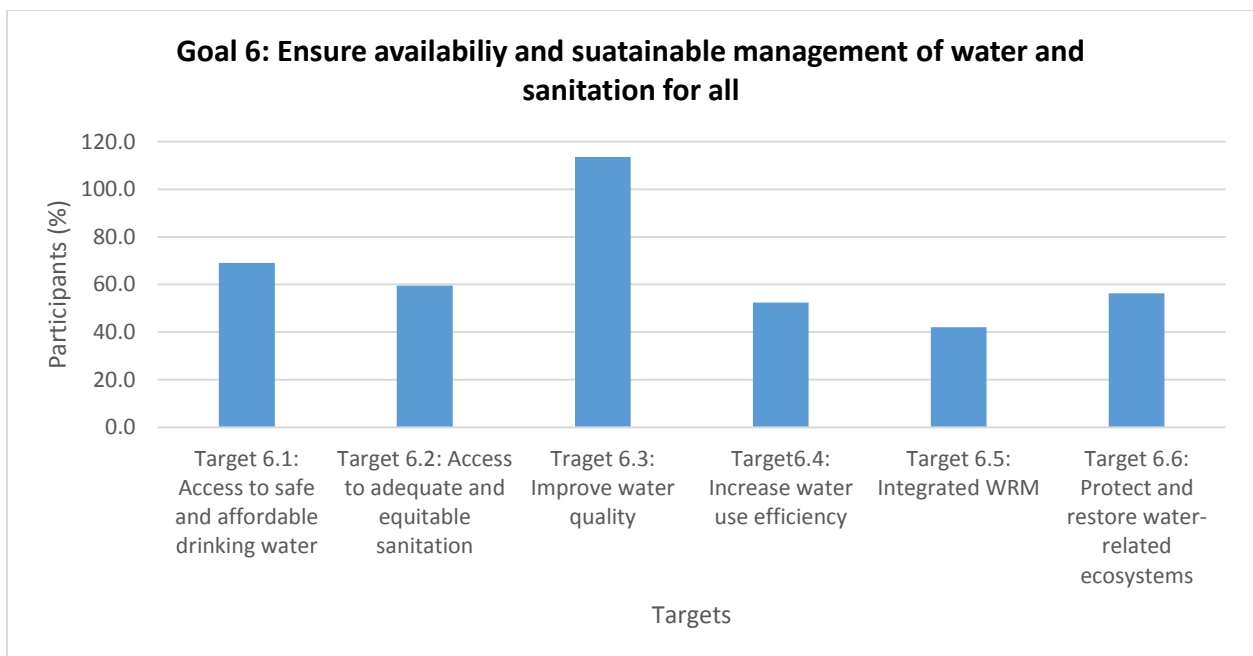 Goal 6: Ensure availabiliy and suatainable management of water and
sanitation for all
120.0
100.0
80.0
60.0
40.0
20.0
0.0
Participants (%)
Target 6.1:
Access to safe
and affordable
drinking water
Target 6.2: Access
to adequate and
equitable
sanitation
Traget 6.3:
Improve water
quality
Target6.4:
Increase water
use efficiency
Target 6.5:
Integrated WRM
Target 6.6:
Protect and
restore water-
related
ecosystems
Targets